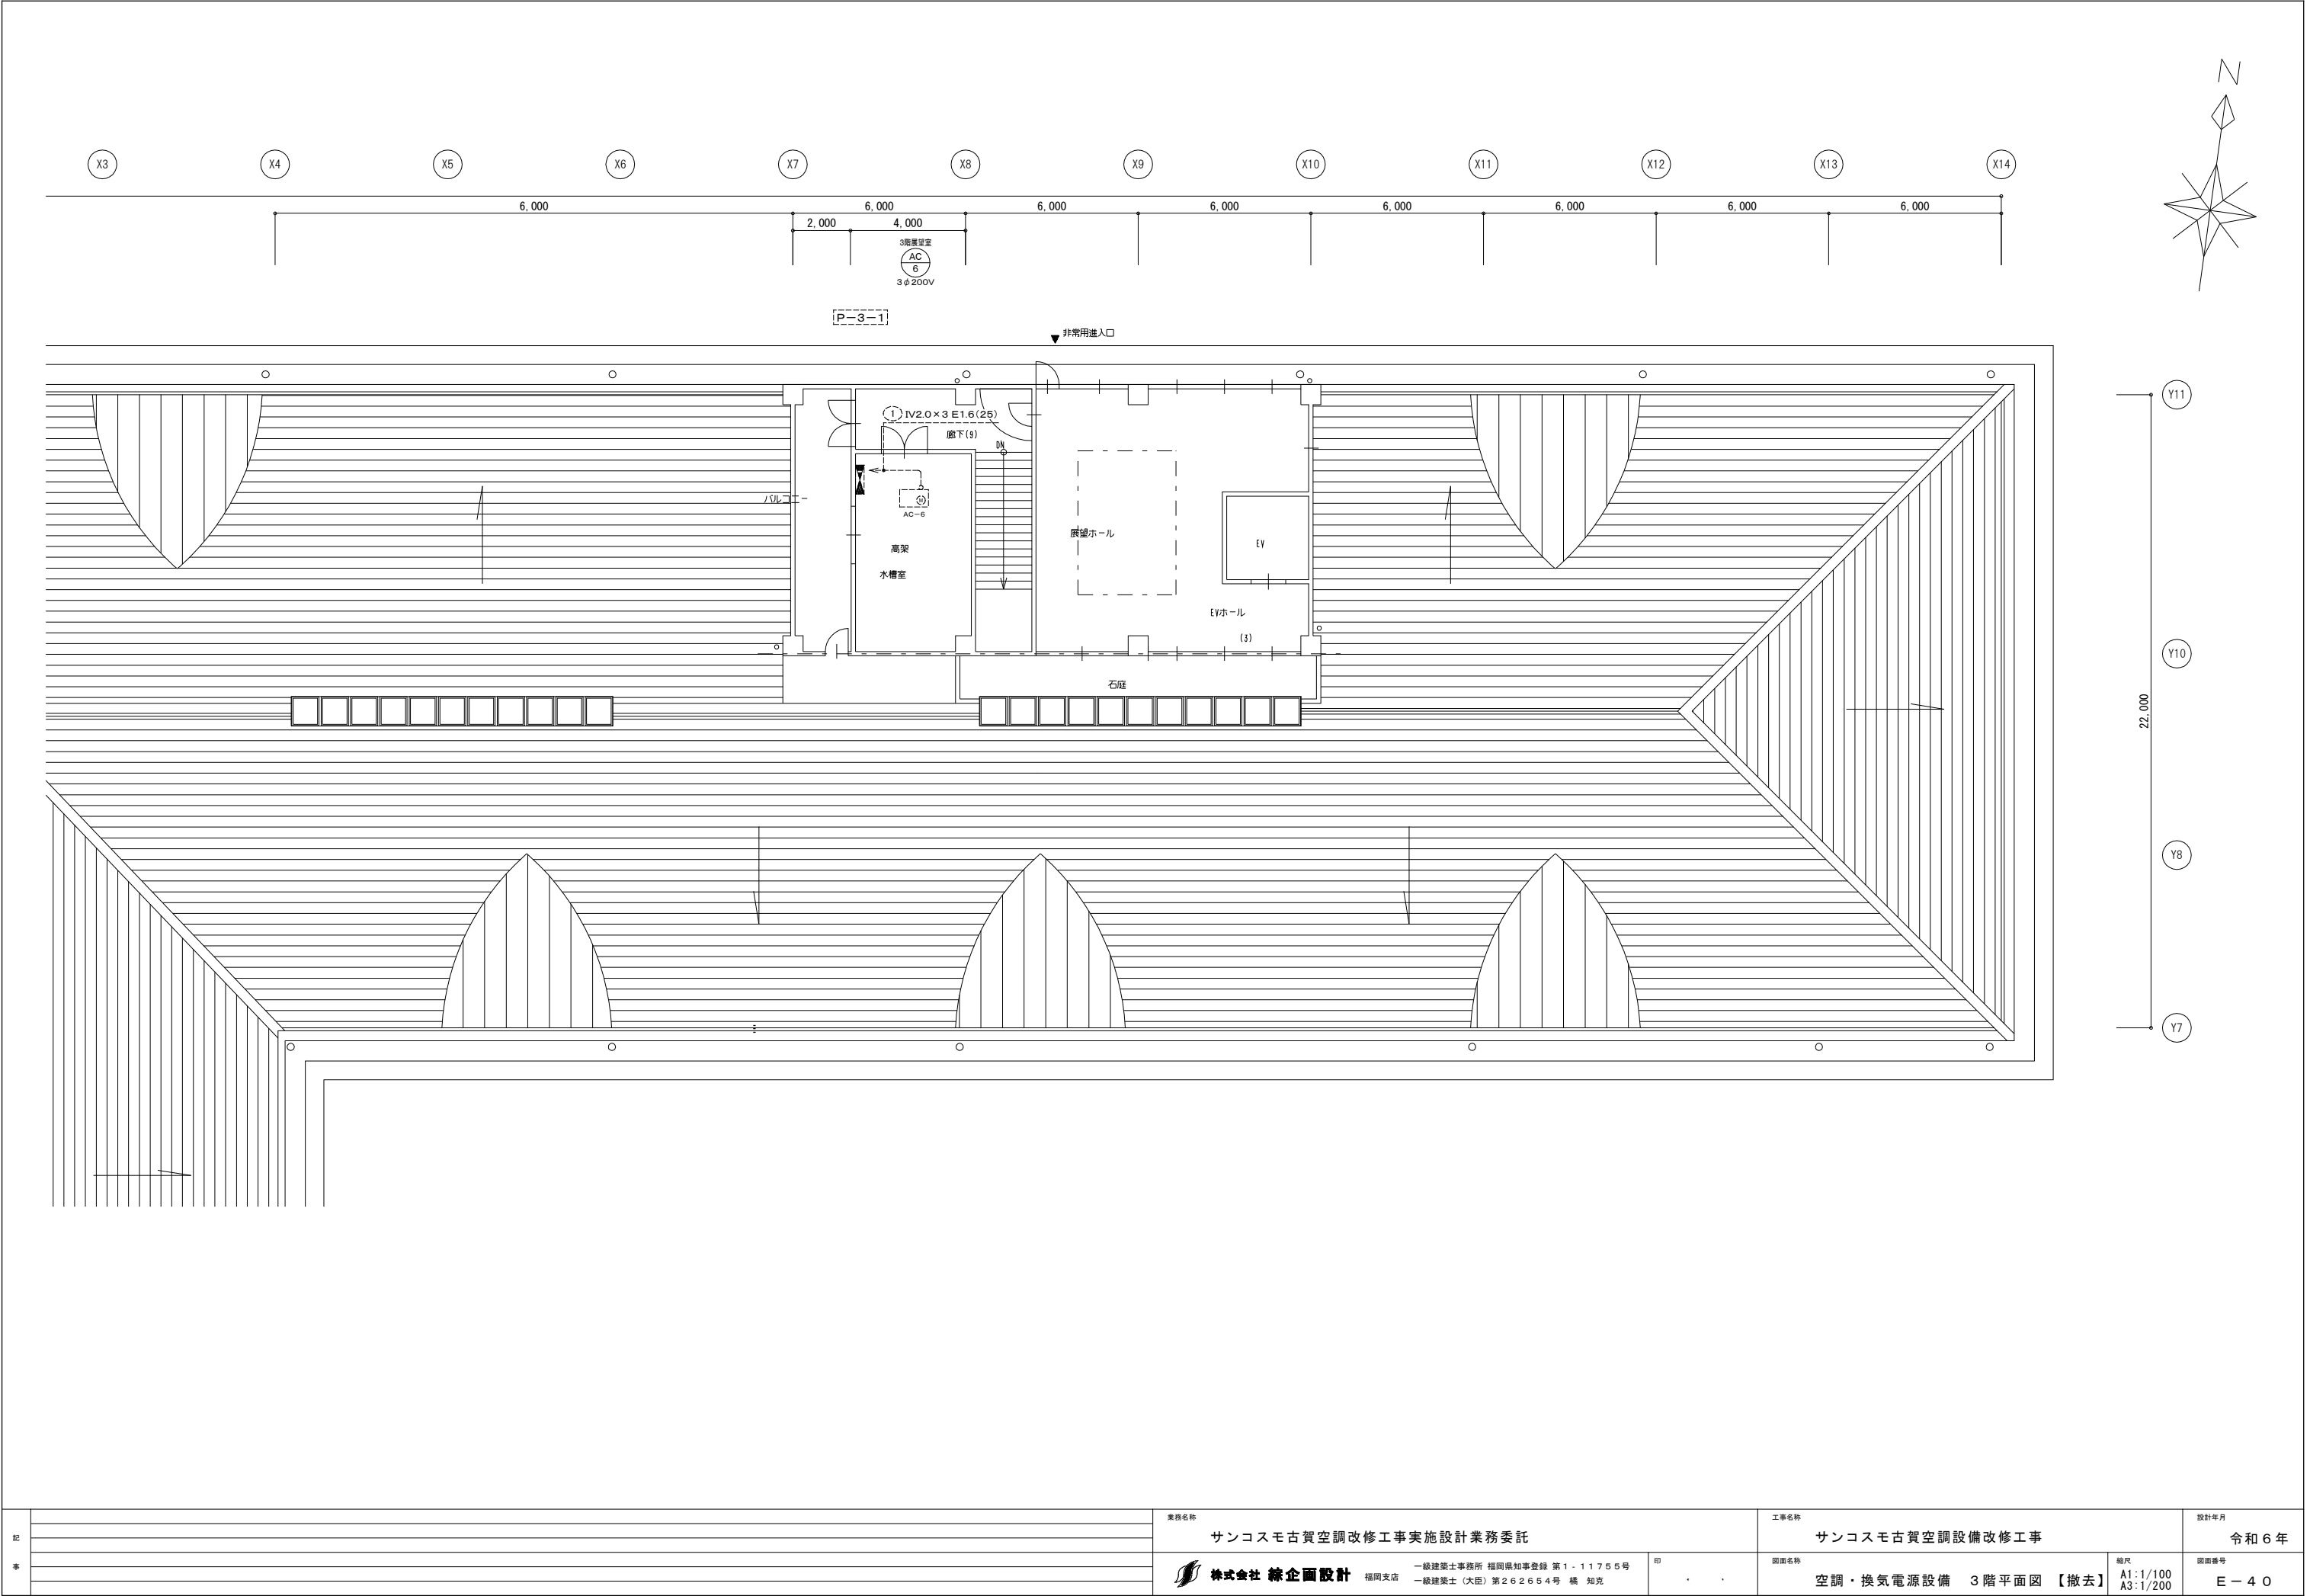 N
X3 X4 X5 X6 X7 X8 X9 X10 X11 X12 X13 X14
6,000 6,000 6,000 6,000 6,000 6,000 6,000 6,000
2,000 4,000
3階展望室
AC
6
3φ200V
P-3-1
非常用進入口
Y11
1 IV2.0×3 E1.6(25)
廊下(9)
DN
バルコニー
M
AC-6
展望ホール
EV
高架
水槽室
EVホール
(3)
Y10
石庭
22,000
Y8
Y7
記
事
業務名称
サンコスモ古賀空調改修工事実施設計業務委託
工事名称
サンコスモ古賀空調設備改修工事
設計年月
令和6年
株式会社 綜企画設計 福岡支店
一級建築士事務所 福岡県知事登録 第1-11755号
一級建築士(大臣)第262654号 橘 知克
印
図面名称
空調・換気電源設備 3階平面図 【撤去】
縮尺
A1:1/100
A3:1/200
図面番号
E-40